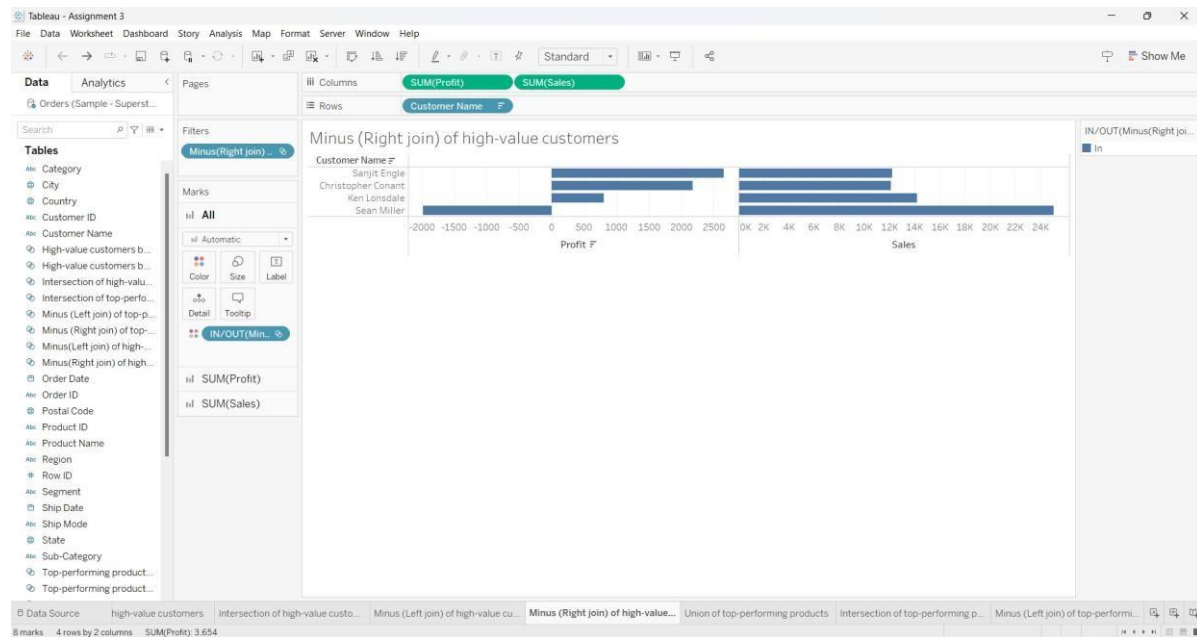 Tableau - Assignment 3
File Data Worksheet Dashboard Story Analysis Map Format Server Window Help
Standard
Show Me
Data Analytics
Orders (Sample - Superst...
Search
Tables
Abc Category
City
Country
Abc Customer ID
Abc Customer Name
High-value customers b...
High-value customers b...
Intersection of high-valu...
Intersection of top-perfo...
Minus (Left join) of top-p...
Minus (Right join) of top-...
Minus(Left join) of high-...
Minus(Right join) of high...
Order Date
Abc Order ID
Postal Code
Abc Product ID
Abc Product Name
Abc Region
# Row ID
Abc Segment
Ship Date
Abc Ship Mode
State
Abc Sub-Category
Top-performing product...
Top-performing product...
Pages
Filters
Minus(Right join) ..
Marks
All
Automatic
Color Size Label
Detail Tooltip
IN/OUT(Min..
SUM(Profit)
SUM(Sales)
Columns SUM(Profit) SUM(Sales)
Rows Customer Name
Minus (Right join) of high-value customers
Customer Name
Sanjit Engle
Christopher Conant
Ken Lonsdale
Sean Miller
-2000 -1500 -1000 -500 0 500 1000 1500 2000 2500 0K 2K 4K 6K 8K 10K 12K 14K 16K 18K 20K 22K 24K
Profit Sales
IN/OUT(Minus(Right joi...
In
Data Source high-value customers Intersection of high-value custo... Minus (Left join) of high-value cu... Minus (Right join) of high-value... Union of top-performing products Intersection of top-performing p... Minus (Left join) of top-performi...
8 marks 4 rows by 2 columns SUM(Profit): 3,654